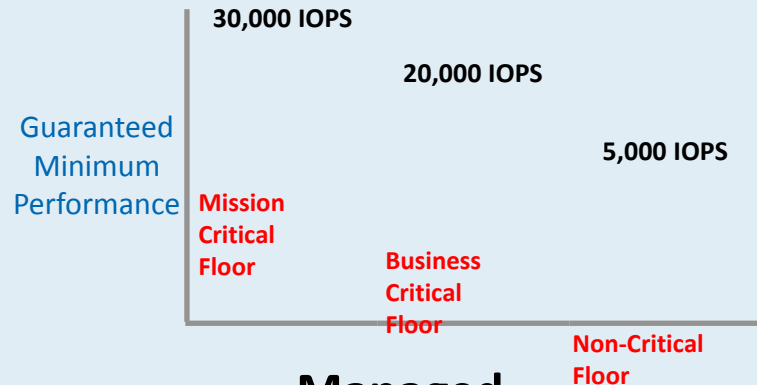 30,000 IOPS
20,000 IOPS
5,000 IOPS
Guaranteed
Minimum
Performance
Mission
Critical
Floor
Business
Critical
Floor
Non-Critical
Floor
Managed